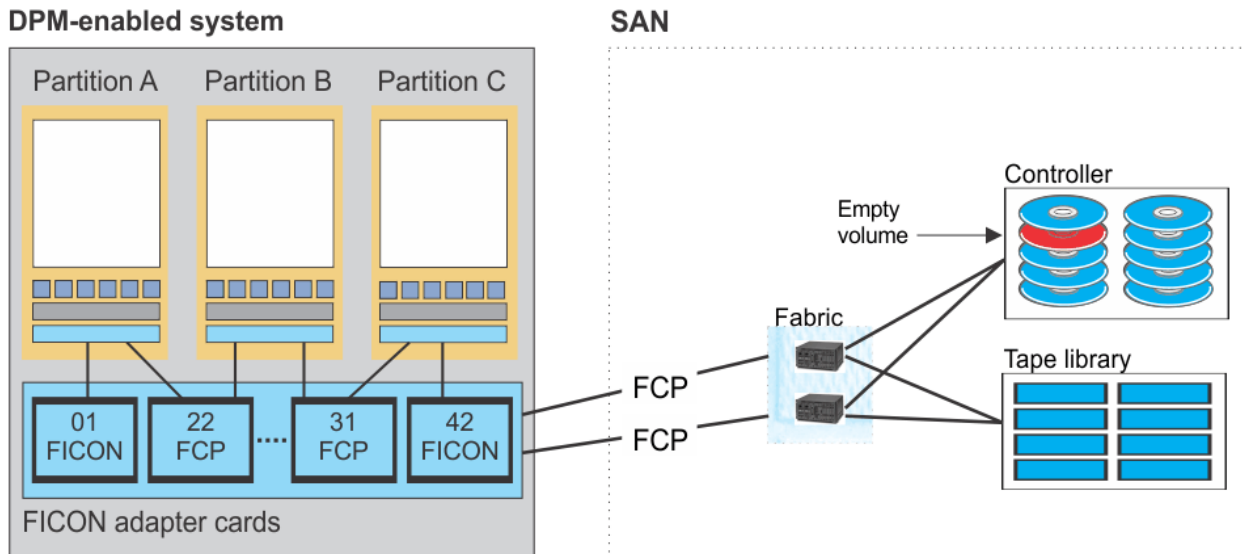 DPM-enabled system
SAN
Partition A
Partition B
Partition C
Controller
Empty
volume
Fabric
Tape library
FCP
FCP
01
FICON
22
FCP
....
31
FCP
42
FICON
FICON adapter cards